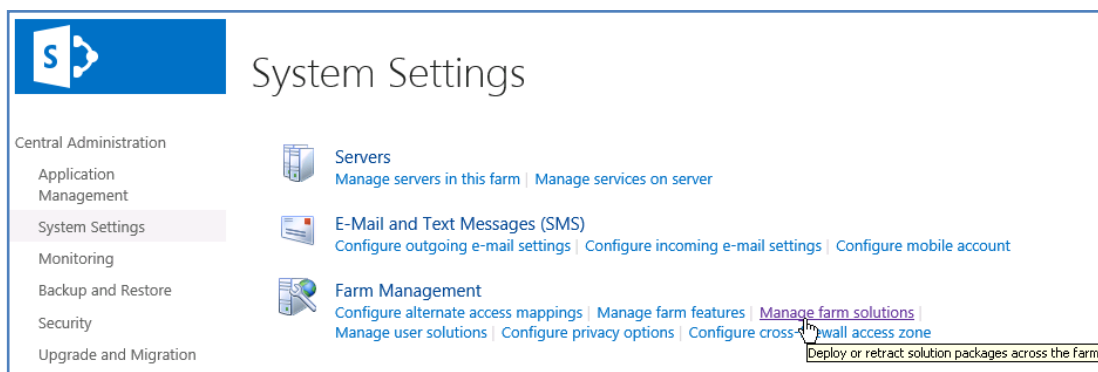 S
System Settings
Central Administration
Application
Management
System Settings
Monitoring
Backup and Restore
Security
Upgrade and Migration
Servers
Manage servers in this farm | Manage services on server
E-Mail and Text Messages (SMS)
Configure outgoing e-mail settings | Configure incoming e-mail settings | Configure mobile account
Farm Management
Configure alternate access mappings | Manage farm features | Manage farm solutions |
Manage user solutions | Configure privacy options | Configure cross-firewall access zone
Deploy or retract solution packages across the farm